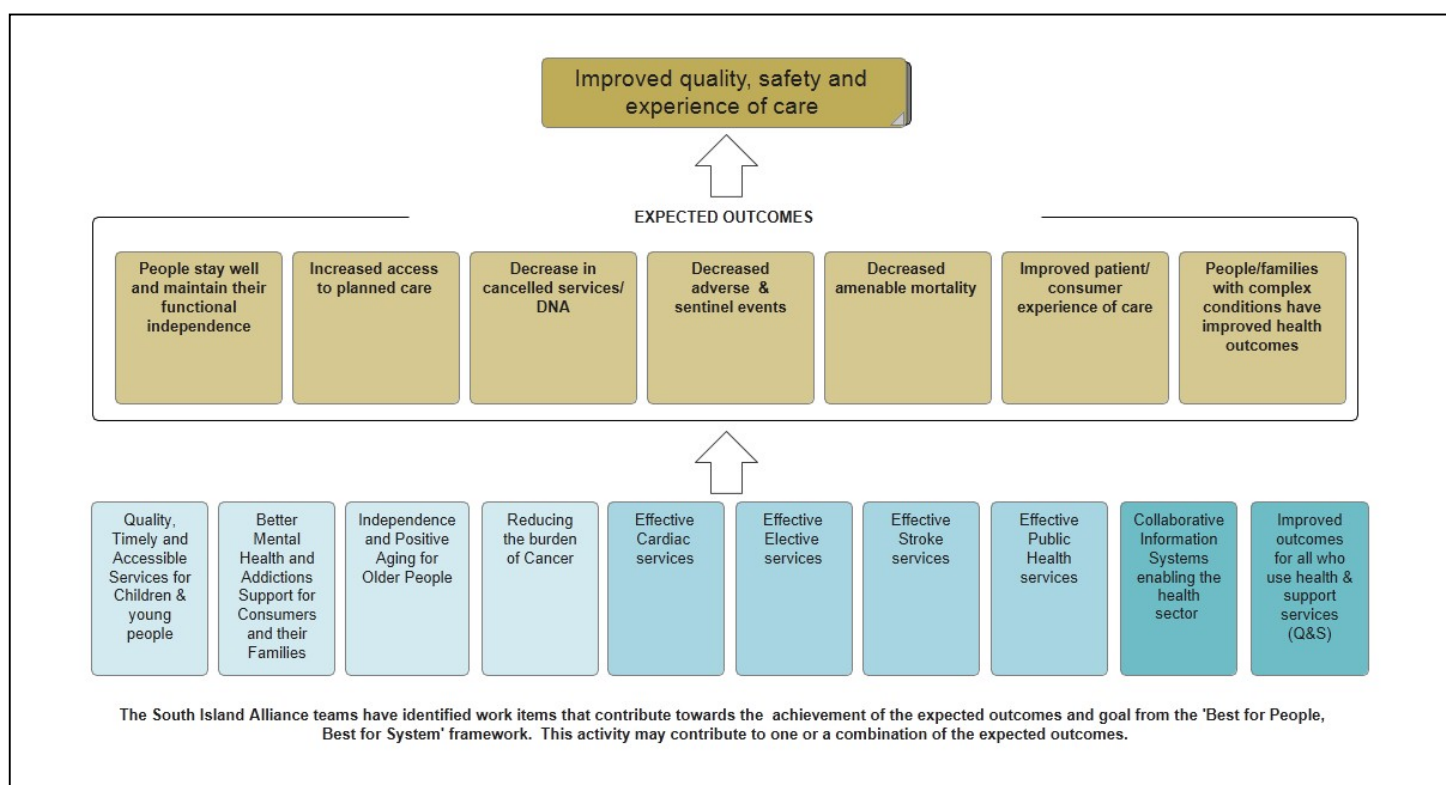 Improved quality, safety and
experience of care
EXPECTED OUTCOMES
People stay well
and maintain their
functional
independence
Increased access
to planned care
Decrease in
cancelled services/
DNA
Decreased
adverse & 
sentinel events
Decreased
amenable mortality
Improved patient/
consumer
experience of care
People/families
with complex
conditions have
improved health
outcomes
Quality,
Timely and
Accessible
Services for
Children &
young
people
Better
Mental
Health and
Addictions
Support for
Consumers
and their
Families
Independence
and Positive
Aging for
Older People
Reducing
the burden
of Cancer
Effective
Cardiac
services
Effective
Elective
services
Effective
Stroke
services
Effective
Public
Health
services
Collaborative
Information
Systems
enabling the
health
sector
Improved
outcomes
for all who
use health &
support
services
(Q&S)
The South Island Alliance teams have identified work items that contribute towards the achievement of the expected outcomes and goal from the 'Best for People,
Best for System' framework. This activity may contribute to one or a combination of the expected outcomes.